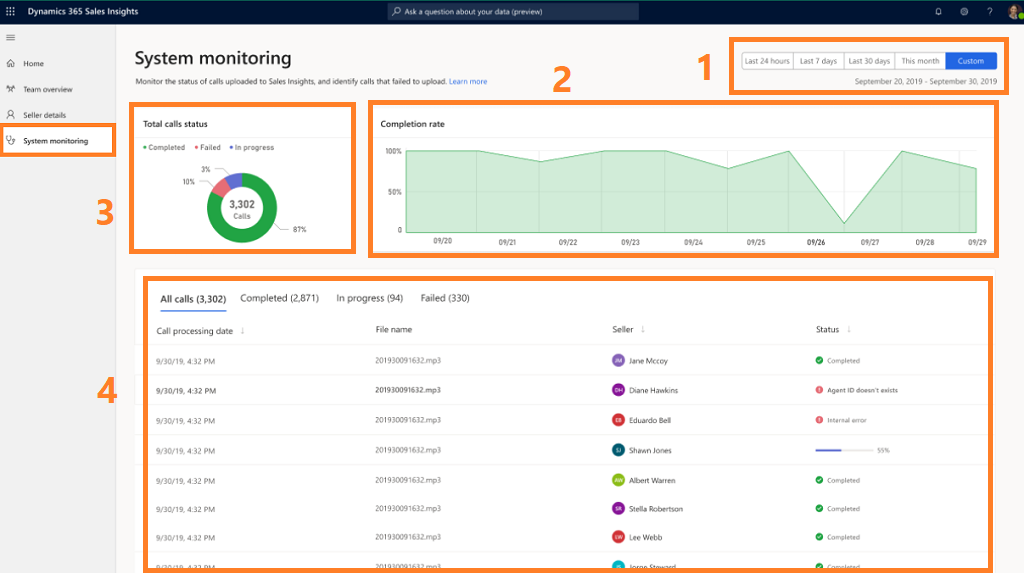 Dynamics 365 Sales Insights
Ask a question about your data (preview)
?
Home
Team overview
Seller details
System monitoring
System monitoring
Monitor the status of calls uploaded to Sales Insights, and identify calls that failed to upload. Learn more
1
Last 24 hours Last 7 days Last 30 days This month Custom
September 20, 2019 - September 30, 2019
2
3
Total calls status
Completed Failed In progress
3%
10%
3,302
Calls
87%
Completion rate
100%
50%
0
09/20 09/21 09/22 09/23 09/24 09/25 09/26 09/27 09/28 09/29
4
All calls (3,302) Completed (2,871) In progress (94) Failed (330)
Call processing date File name Seller Status
9/30/19, 4:32 PM 201930091632.mp3 JM Jane Mccoy Completed
9/30/19, 4:32 PM 201930091632.mp3 DH Diane Hawkins Agent ID doesn't exists
9/30/19, 4:32 PM 201930091632.mp3 EB Eduardo Bell Internal error
9/30/19, 4:32 PM 201930091632.mp3 SJ Shawn Jones 55%
9/30/19, 4:32 PM 201930091632.mp3 AW Albert Warren Completed
9/30/19, 4:32 PM 201930091632.mp3 SR Stella Robertson Completed
9/30/19, 4:32 PM 201930091632.mp3 LW Lee Webb Completed
9/30/19, 4:32 PM 201930091632.mp3 Jorge Steward Completed